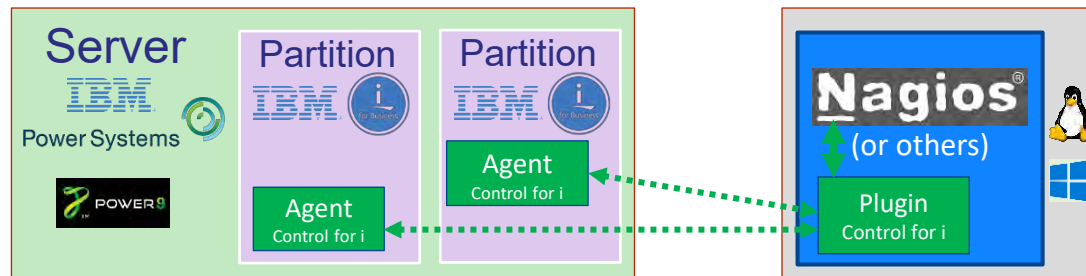 Server
IBM
Power Systems
POWER9
Partition
IBM
i
for Business
Agent
Control for i
Partition
IBM
i
for Business
Agent
Control for i
Nagios®
(or others)
Plugin
Control for i